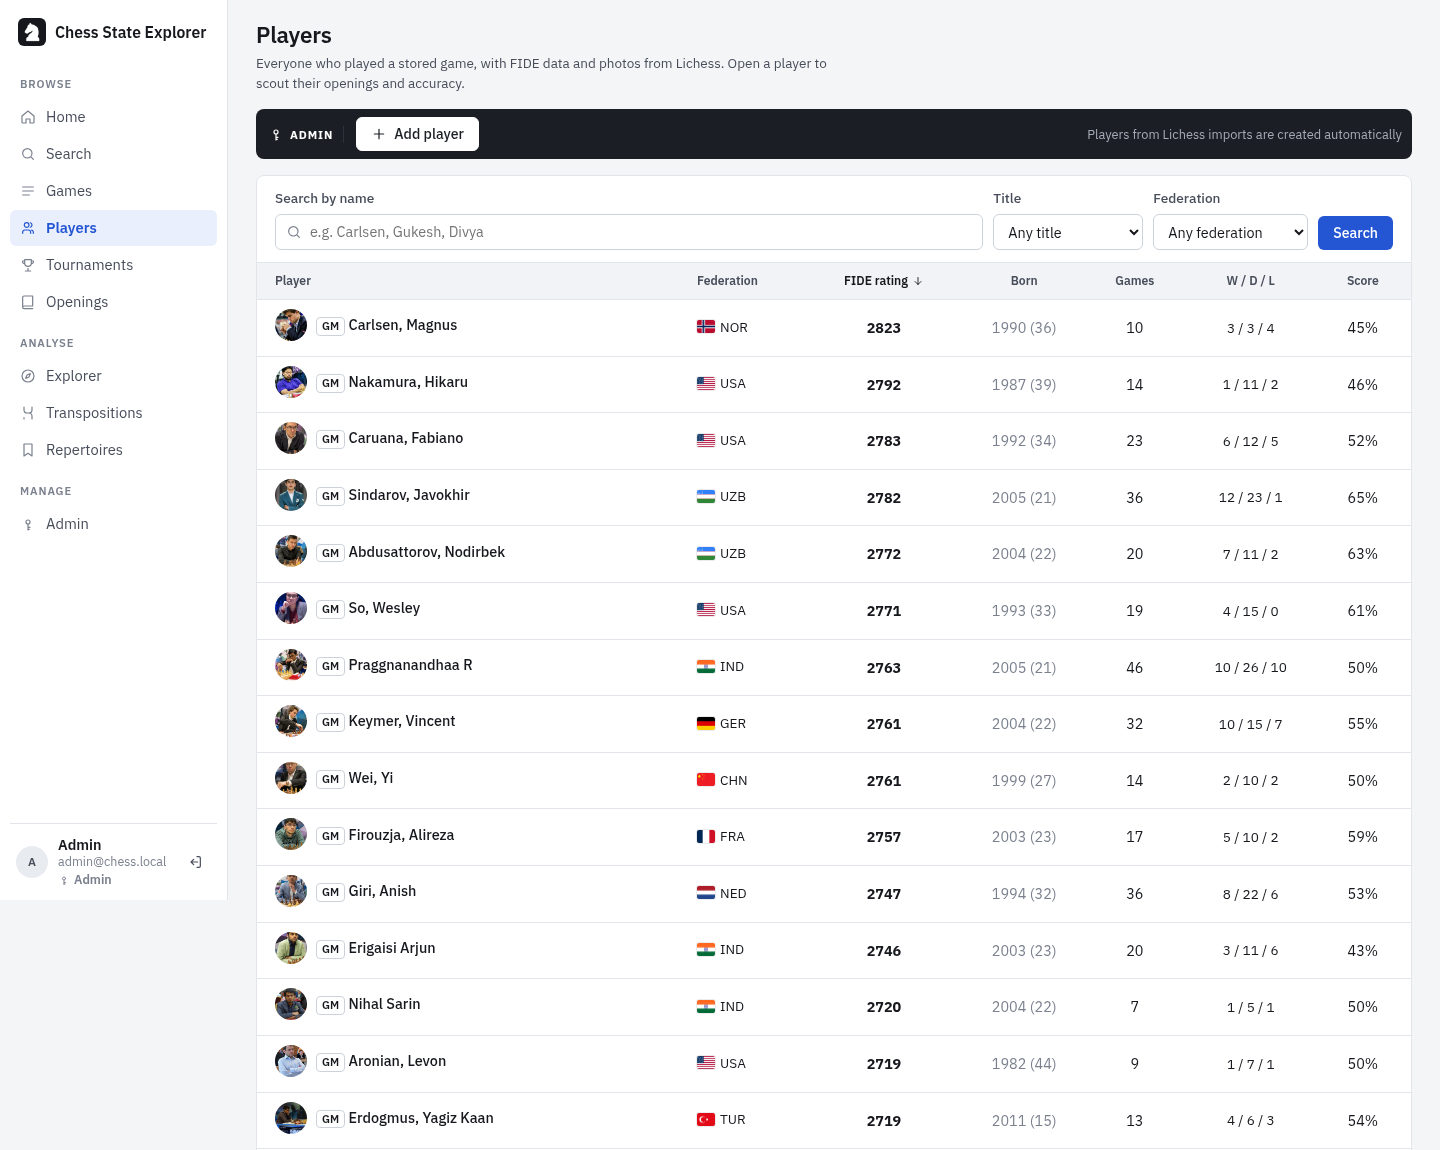 Chess State Explorer
BROWSE
Home
Search
Games
Players
Tournaments
Openings
ANALYSE
Explorer
Transpositions
Repertoires
MANAGE
Admin
A
Admin
admin@chess.local
Admin
Players
Everyone who played a stored game, with FIDE data and photos from Lichess. Open a player to
scout their openings and accuracy.
ADMIN Add player Players from Lichess imports are created automatically
Search by name Title Federation
e.g. Carlsen, Gukesh, Divya Any title Any federation Search
Player Federation FIDE rating ↓ Born Games W / D / L Score
GM Carlsen, Magnus NOR 2823 1990 (36) 10 3 / 3 / 4 45%
GM Nakamura, Hikaru USA 2792 1987 (39) 14 1 / 11 / 2 46%
GM Caruana, Fabiano USA 2783 1992 (34) 23 6 / 12 / 5 52%
GM Sindarov, Javokhir UZB 2782 2005 (21) 36 12 / 23 / 1 65%
GM Abdusattorov, Nodirbek UZB 2772 2004 (22) 20 7 / 11 / 2 63%
GM So, Wesley USA 2771 1993 (33) 19 4 / 15 / 0 61%
GM Praggnanandhaa R IND 2763 2005 (21) 46 10 / 26 / 10 50%
GM Keymer, Vincent GER 2761 2004 (22) 32 10 / 15 / 7 55%
GM Wei, Yi CHN 2761 1999 (27) 14 2 / 10 / 2 50%
GM Firouzja, Alireza FRA 2757 2003 (23) 17 5 / 10 / 2 59%
GM Giri, Anish NED 2747 1994 (32) 36 8 / 22 / 6 53%
GM Erigaisi Arjun IND 2746 2003 (23) 20 3 / 11 / 6 43%
GM Nihal Sarin IND 2720 2004 (22) 7 1 / 5 / 1 50%
GM Aronian, Levon USA 2719 1982 (44) 9 1 / 7 / 1 50%
GM Erdogmus, Yagiz Kaan TUR 2719 2011 (15) 13 4 / 6 / 3 54%